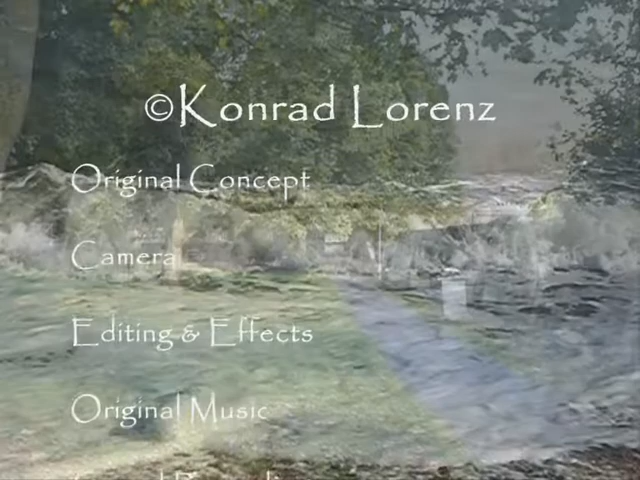 ©Konrad Lorenz
Original Concept
Camera
Editing & Effects
Original Music